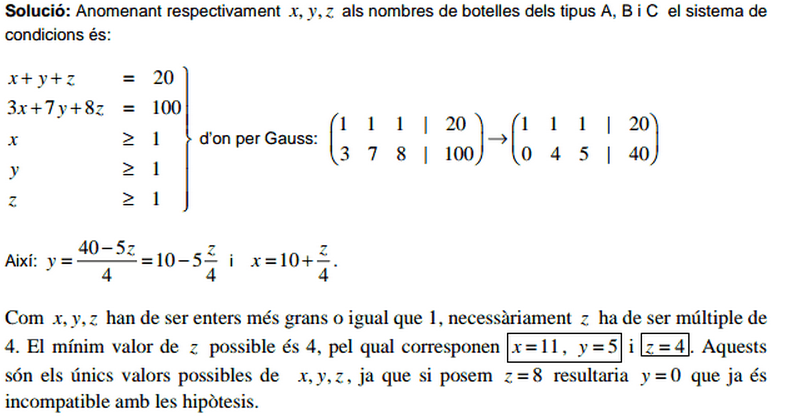 Solució: Anomenant respectivament x, y, z als nombres de botelles dels tipus A, B i C el sistema de
condicions és:
x + y + z = 20
3x + 7y + 8z = 100
x ≥ 1
y ≥ 1
z ≥ 1
d'on per Gauss: (1 1 1 | 20; 3 7 8 | 100) → (1 1 1 | 20; 0 4 5 | 40)
Així: y = (40 − 5z)/4 = 10 − 5 z/4 i x = 10 + z/4.
Com x, y, z han de ser enters més grans o igual que 1, necessàriament z ha de ser múltiple de
4. El mínim valor de z possible és 4, pel qual corresponen x = 11, y = 5 i z = 4. Aquests
són els únics valors possibles de x, y, z, ja que si posem z = 8 resultaria y = 0 que ja és
incompatible amb les hipòtesis.